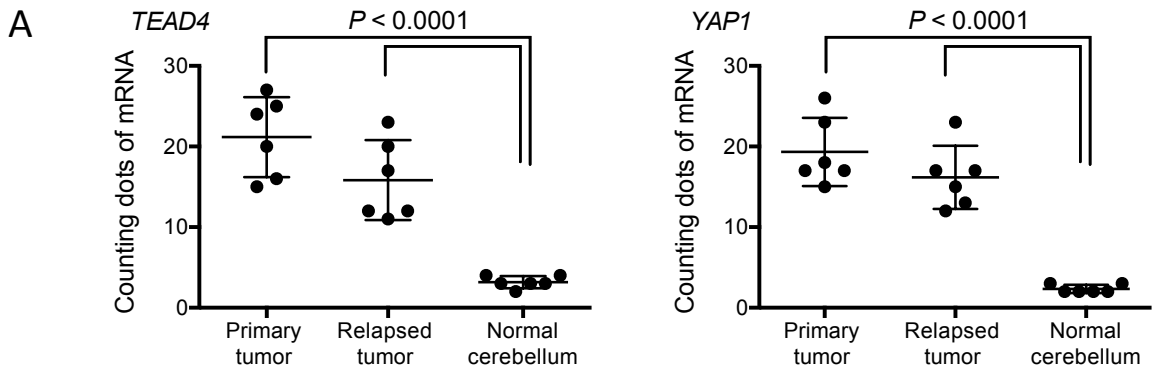 A
TEAD4
P < 0.0001
Counting dots of mRNA
30
20
10
0
Primary
tumor
Relapsed
tumor
Normal
cerebellum
YAP1
P < 0.0001
Counting dots of mRNA
30
20
10
0
Primary
tumor
Relapsed
tumor
Normal
cerebellum